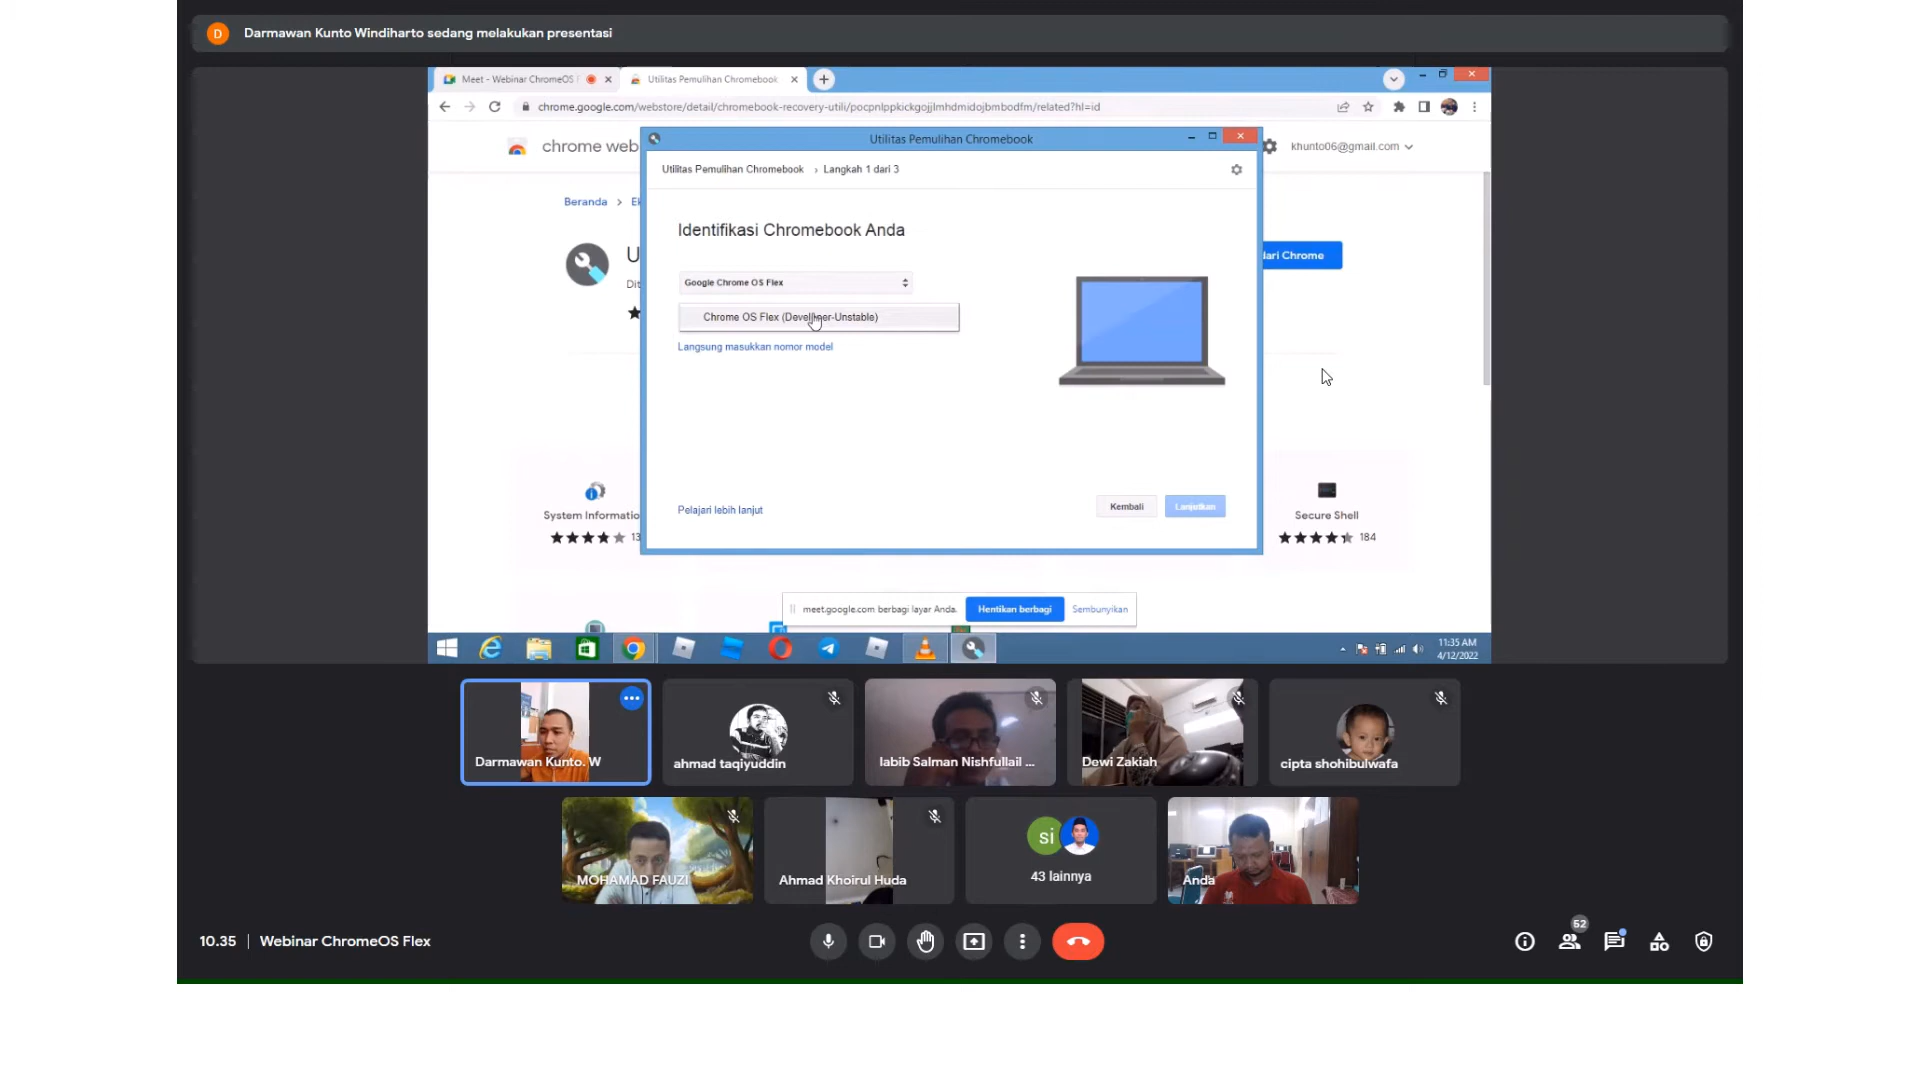 D Darmawan Kunto Windiharto sedang melakukan presentasi
Meet - Webinar ChromeOS F
Utilitas Pemulihan Chromebook
chrome.google.com/webstore/detail/chromebook-recovery-utili/pocpnlppkickgojjlmhdmidojbmbodfm/related?hl=id
chrome web
khunto06@gmail.com
Utilitas Pemulihan Chromebook
Utilitas Pemulihan Chromebook › Langkah 1 dari 3
Beranda >
Identifikasi Chromebook Anda
U
dari Chrome
Google Chrome OS Flex
Chrome OS Flex (Developer-Unstable)
Langsung masukkan nomor model
Pelajari lebih lanjut
Kembali
Lanjutkan
System Informatio
13
Secure Shell
184
meet.google.com berbagi layar Anda.
Hentikan berbagi
Sembunyikan
11:35 AM
4/12/2022
Darmawan Kunto. W
ahmad taqiyuddin
labib Salman Nishfullail ...
Dewi Zakiah
cipta shohibulwafa
MOHAMAD FAUZI
Ahmad Khoirul Huda
si
43 lainnya
Anda
10.35 | Webinar ChromeOS Flex
52